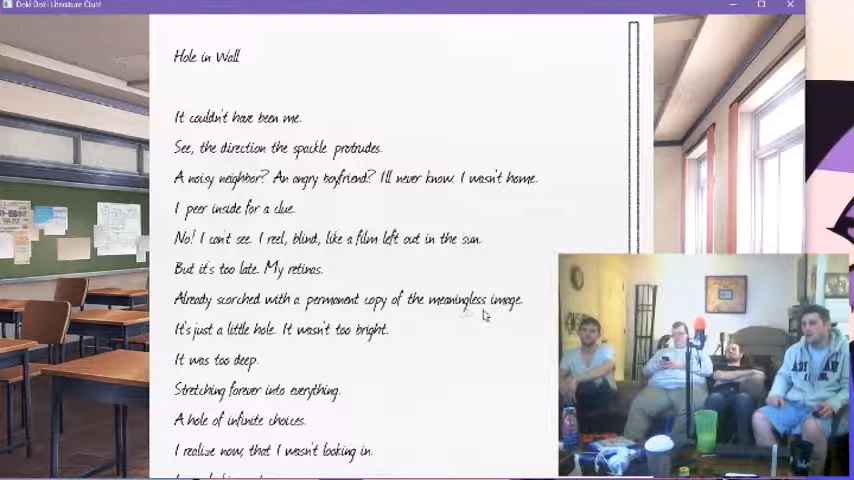 Doki Doki Literature Club!
Hole in Wall
It couldn't have been me.
See, the direction the spackle protrudes.
A noisy neighbor? An angry boyfriend? I'll never know. I wasn't home.
I peer inside for a clue.
No! I can't see. I reel, blind, like a film left out in the sun.
But it's too late. My retinas.
Already scorched with a permanent copy of the meaningless image.
It's just a little hole. It wasn't too bright.
It was too deep.
Stretching forever into everything.
A hole of infinite choices.
I realize now, that I wasn't looking in.